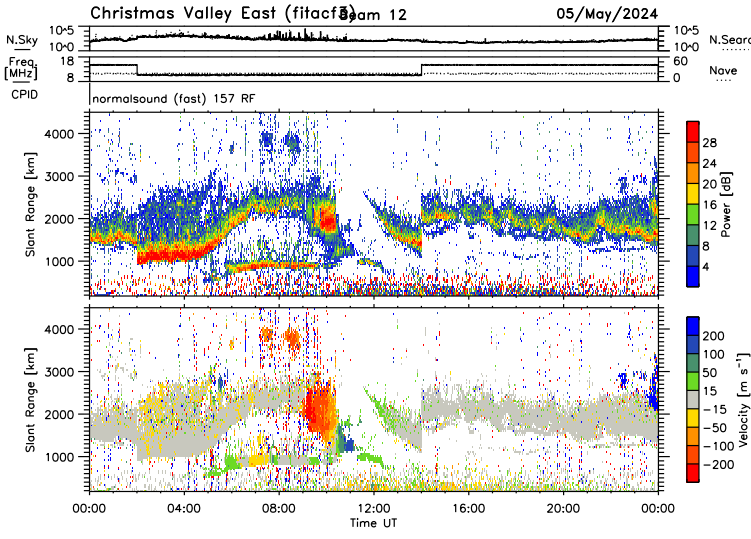 Christmas Valley East (fitacf3) Beam 12 05/May/2024
N.Sky 10^5 10^0 10^5 10^0 N.Searc
Freq. [MHz] 18 8 60 0 Nave
CPID normalsound (fast) 157 RF
Slant Range [km] 4000 3000 2000 1000
Power [dB] 28 24 20 16 12 8 4
Slant Range [km] 4000 3000 2000 1000
Velocity [m s⁻¹] 200 100 50 15 -15 -50 -100 -200
00:00 04:00 08:00 12:00 16:00 20:00 00:00
Time UT